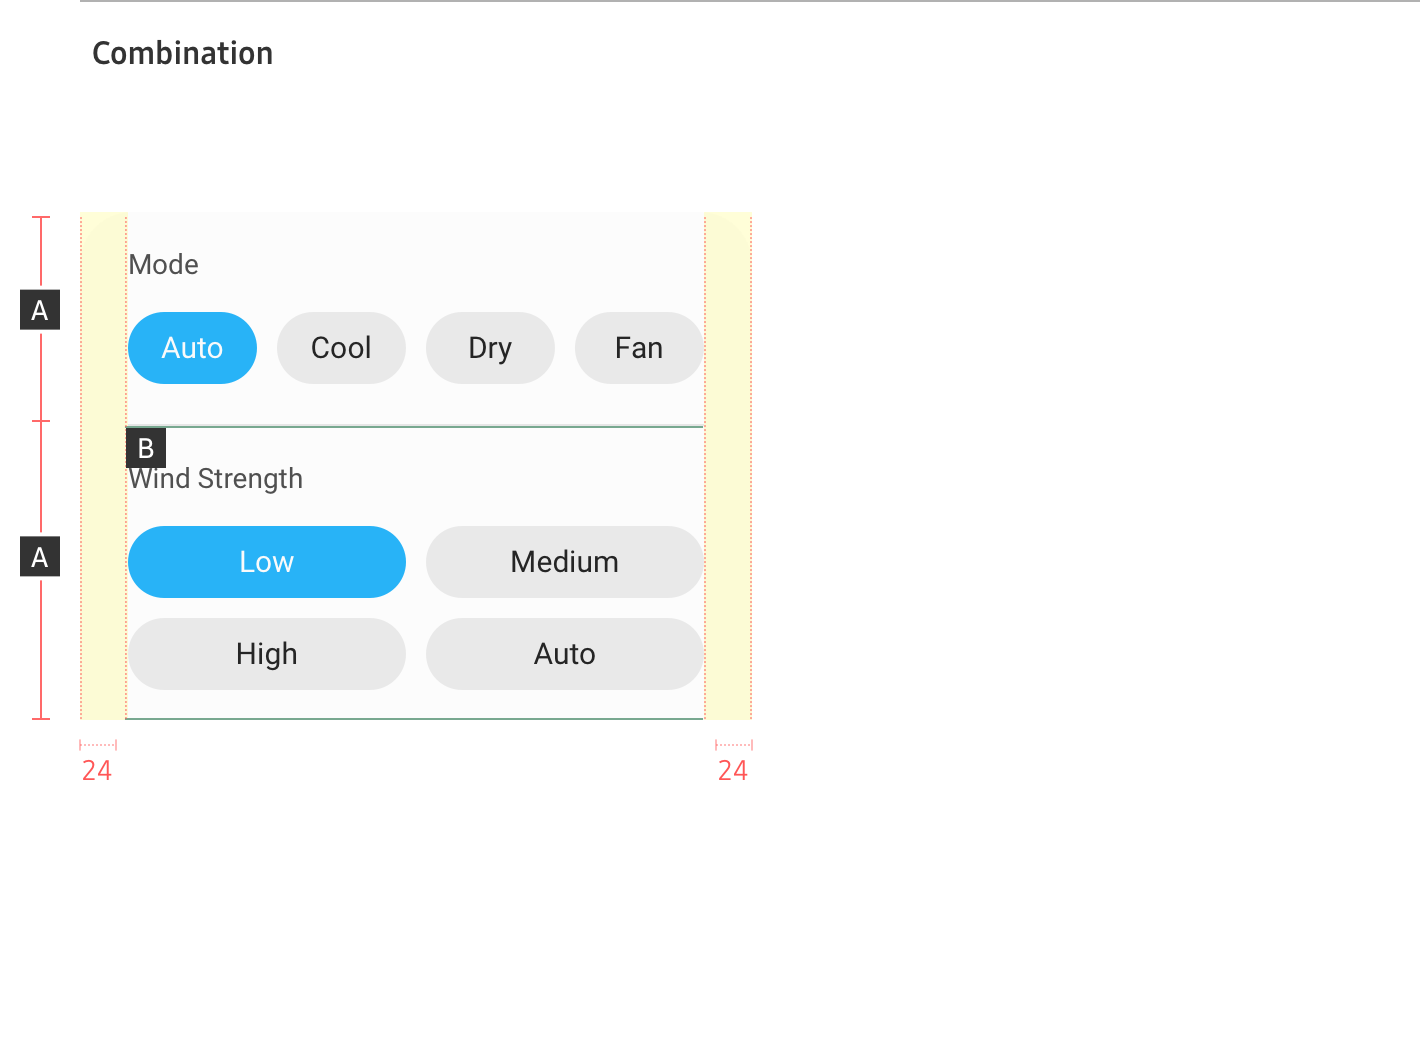 Combination
Mode
A
Auto Cool Dry Fan
B
Wind Strength
A
Low Medium
High Auto
24 24